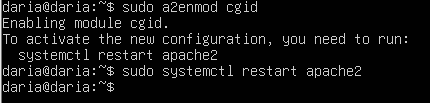 daria@daria:~$ sudo a2enmod cgid
Enabling module cgid.
To activate the new configuration, you need to run:
  systemctl restart apache2
daria@daria:~$ sudo systemctl restart apache2
daria@daria:~$